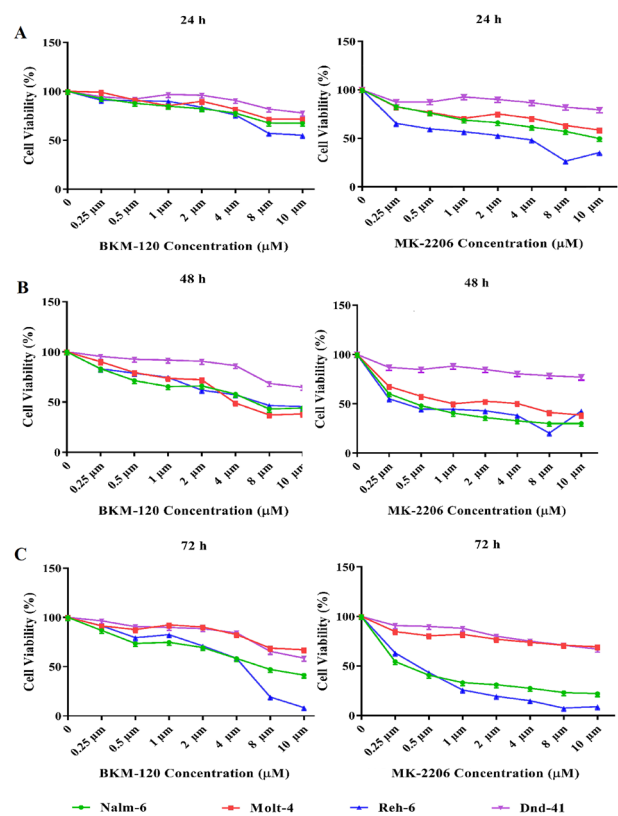 A
24 h
Cell Viability (%)
150
100
50
0
0
0.25 µm
0.5 µm
1 µm
2 µm
4 µm
8 µm
10 µm
BKM-120 Concentration (µM)
24 h
Cell Viability (%)
150
100
50
0
0
0.25 µm
0.5 µm
1 µm
2 µm
4 µm
8 µm
10 µm
MK-2206 Concentration (µM)
B
48 h
Cell Viability (%)
150
100
50
0
0
0.25 µm
0.5 µm
1 µm
2 µm
4 µm
8 µm
10 µm
BKM-120 Concentration (µM)
48 h
Cell Viability (%)
150
100
50
0
0
0.25 µm
0.5 µm
1 µm
2 µm
4 µm
8 µm
10 µm
MK-2206 Concentration (µM)
C
72 h
Cell Viability (%)
150
100
50
0
0
0.25 µm
0.5 µm
1 µm
2 µm
4 µm
8 µm
10 µm
BKM-120 Concentration (µM)
72 h
Cell Viability (%)
150
100
50
0
0
0.25 µm
0.5 µm
1 µm
2 µm
4 µm
8 µm
10 µm
MK-2206 Concentration (µM)
Nalm-6 Molt-4 Reh-6 Dnd-41